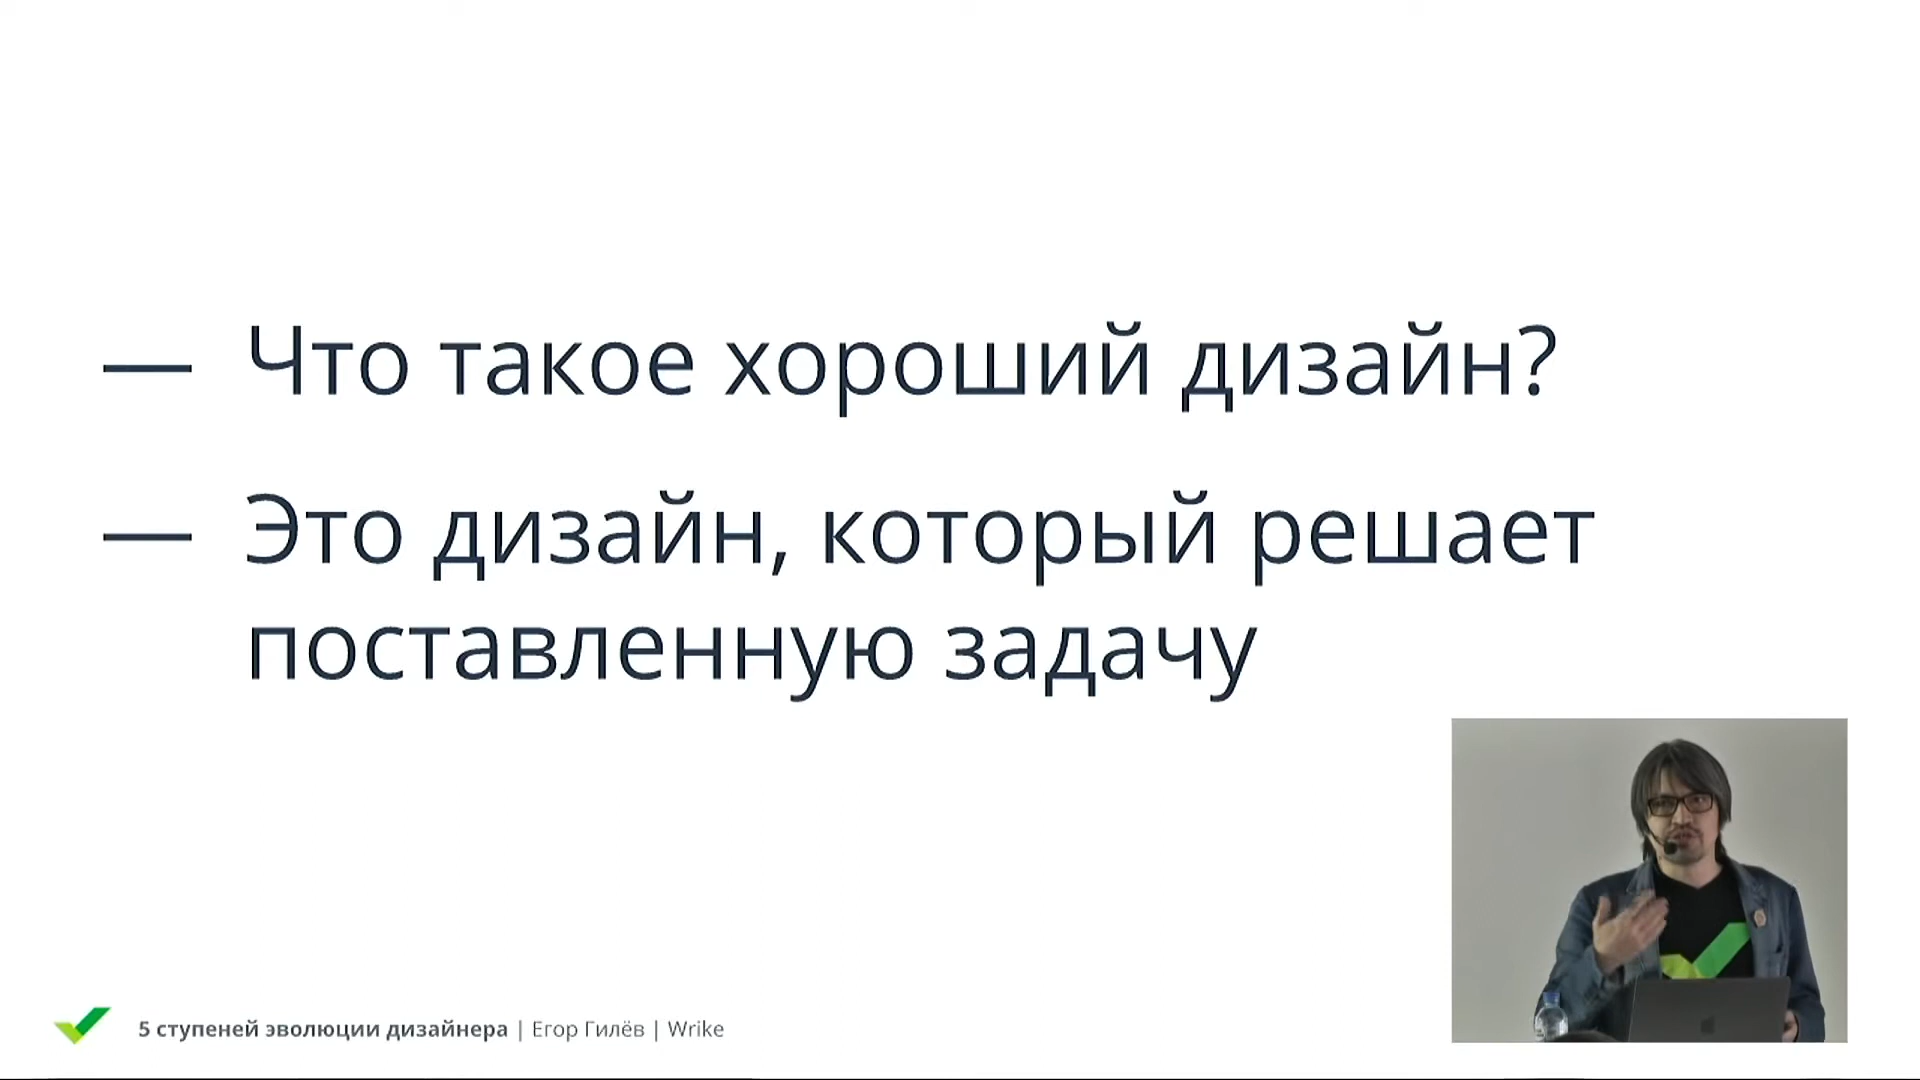 — Что такое хороший дизайн?
— Это дизайн, который решает
поставленную задачу
5 ступеней эволюции дизайнера | Егор Гилёв | Wrike